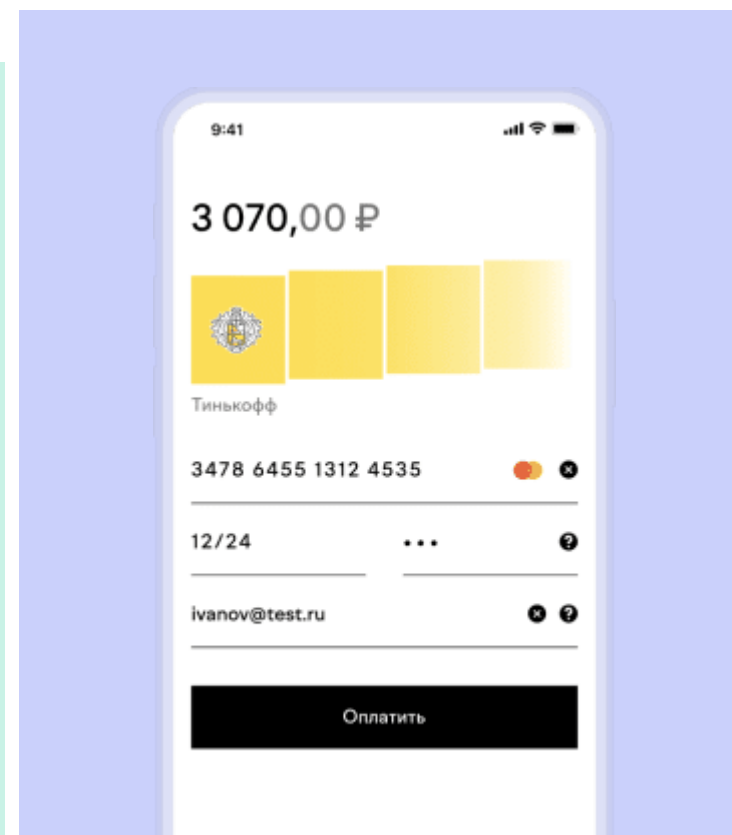 9:41
3 070,00 ₽
Тинькофф
3478 6455 1312 4535
12/24 •••
ivanov@test.ru
Оплатить